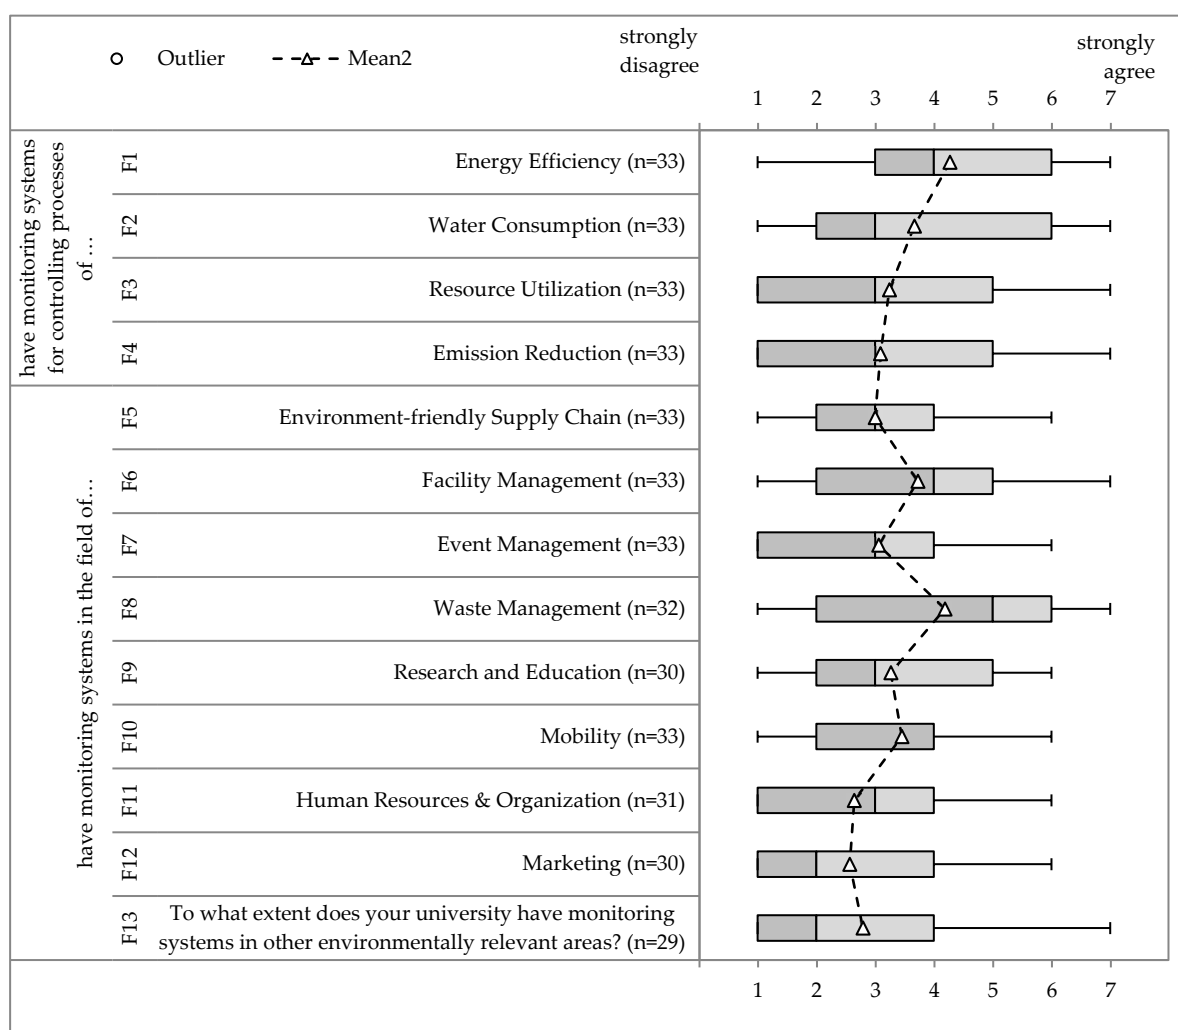 Outlier
Mean2
strongly
disagree
strongly
agree
1 2 3 4 5 6 7
have monitoring systems
for controlling processes
of …
F1 Energy Efficiency (n=33)
F2 Water Consumption (n=33)
F3 Resource Utilization (n=33)
F4 Emission Reduction (n=33)
have monitoring systems in the field of…
F5 Environment-friendly Supply Chain (n=33)
F6 Facility Management (n=33)
F7 Event Management (n=33)
F8 Waste Management (n=32)
F9 Research and Education (n=30)
F10 Mobility (n=33)
F11 Human Resources & Organization (n=31)
F12 Marketing (n=30)
F13 To what extent does your university have monitoring
systems in other environmentally relevant areas? (n=29)
1 2 3 4 5 6 7